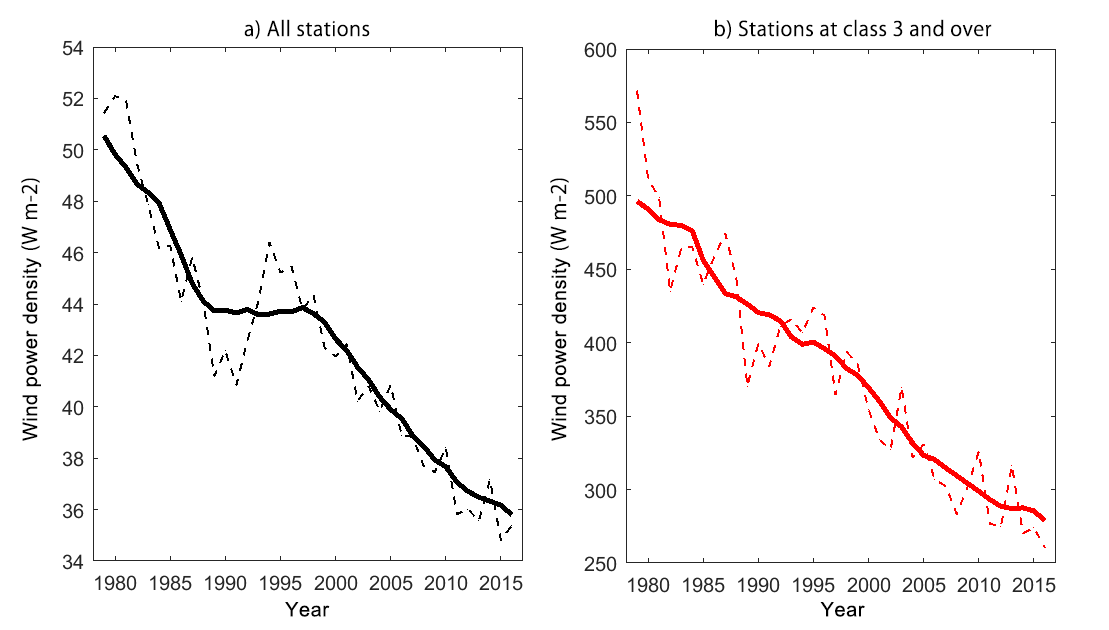 a) All stations
54
52
50
48
46
44
42
40
38
36
34
Wind power density (W m-2)
1980 1985 1990 1995 2000 2005 2010 2015
Year
b) Stations at class 3 and over
600
550
500
450
400
350
300
250
Wind power density (W m-2)
1980 1985 1990 1995 2000 2005 2010 2015
Year